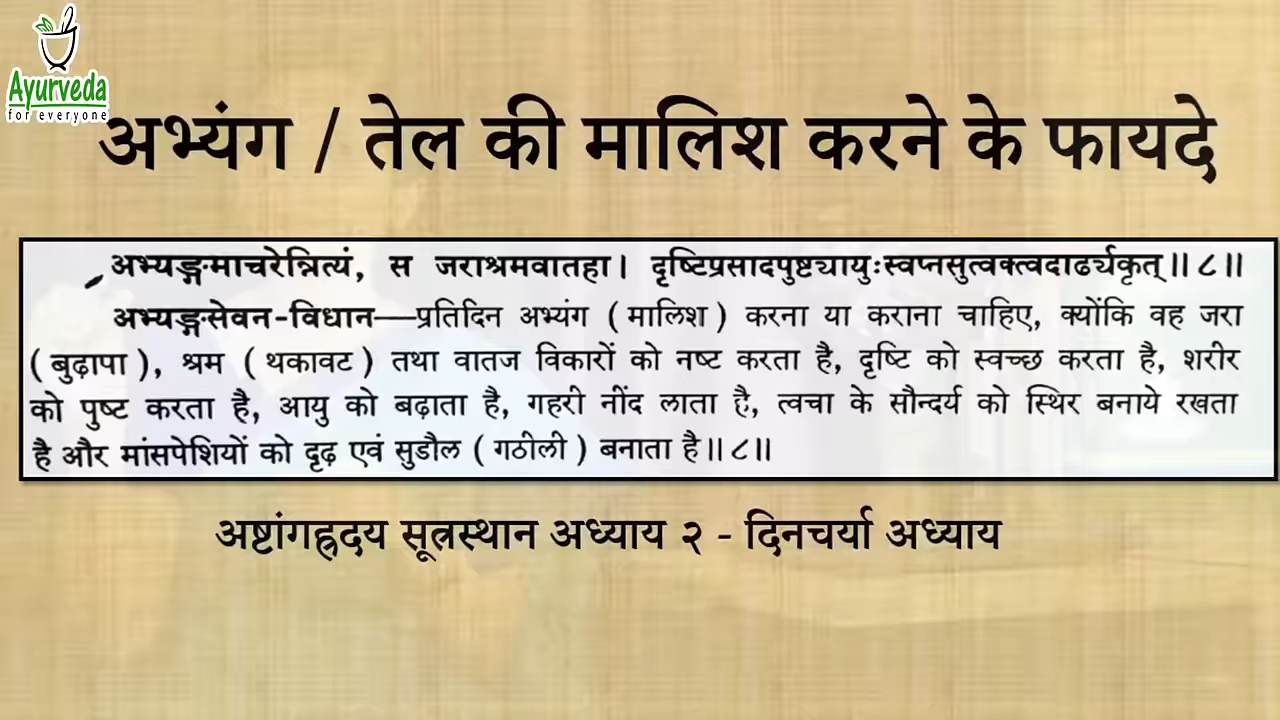 Ayurveda
for everyone
अभ्यंग / तेल की मालिश करने के फायदे
अभ्यङ्गमाचरेन्नित्यं, स जराश्रमवातहा। दृष्टिप्रसादपुष्ट्यायुःस्वप्नसुत्वक्त्वदार्ढ्यकृत्॥८॥
अभ्यङ्गसेवन-विधान—प्रतिदिन अभ्यंग ( मालिश ) करना या कराना चाहिए, क्योंकि वह जरा
( बुढ़ापा ), श्रम ( थकावट ) तथा वातज विकारों को नष्ट करता है, दृष्टि को स्वच्छ करता है, शरीर
को पुष्ट करता है, आयु को बढ़ाता है, गहरी नींद लाता है, त्वचा के सौन्दर्य को स्थिर बनाये रखता
है और मांसपेशियों को दृढ़ एवं सुडौल ( गठीली ) बनाता है॥८॥
अष्टांगह्रदय सूत्रस्थान अध्याय २ - दिनचर्या अध्याय